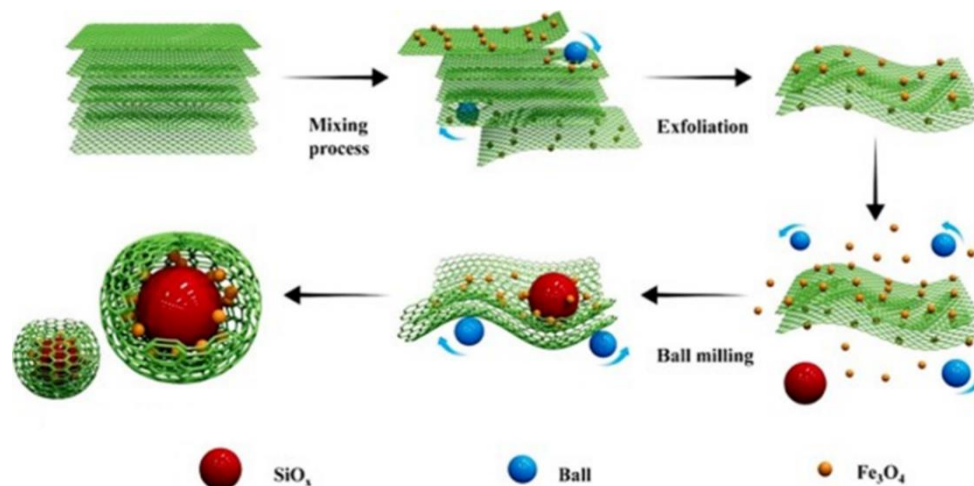 Mixing
process
Exfoliation
Ball milling
SiOₓ
Ball
Fe₃O₄